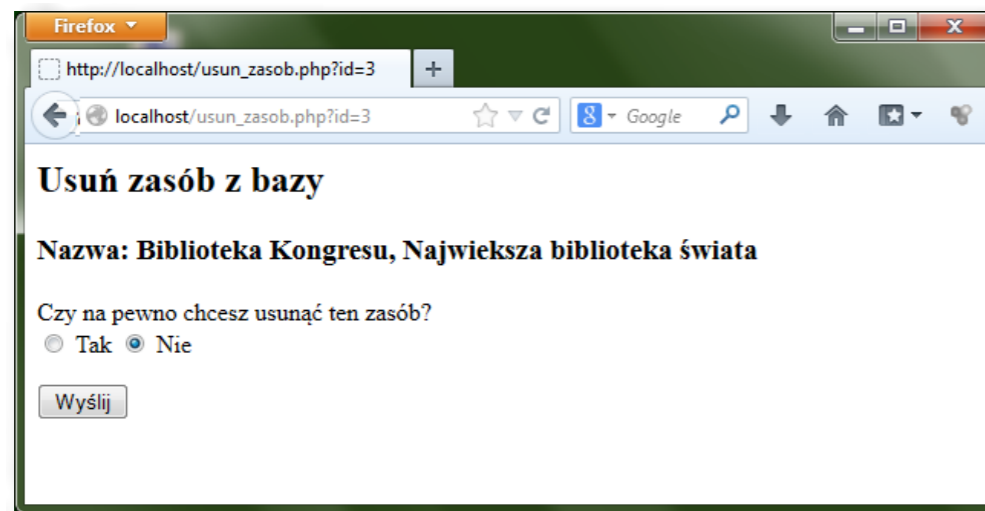 Firefox
http://localhost/usun_zasob.php?id=3
localhost/usun_zasob.php?id=3
Google
Usuń zasób z bazy
Nazwa: Biblioteka Kongresu, Najwieksza biblioteka świata
Czy na pewno chcesz usunąć ten zasób?
Tak Nie
Wyślij